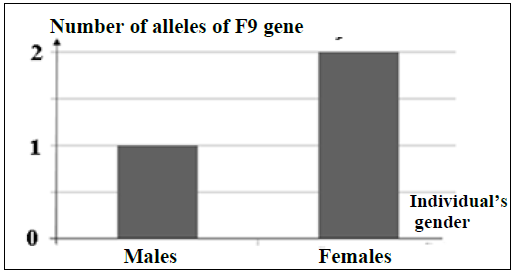 Number of alleles of F9 gene
2
1
0
Individual's
gender
Males
Females